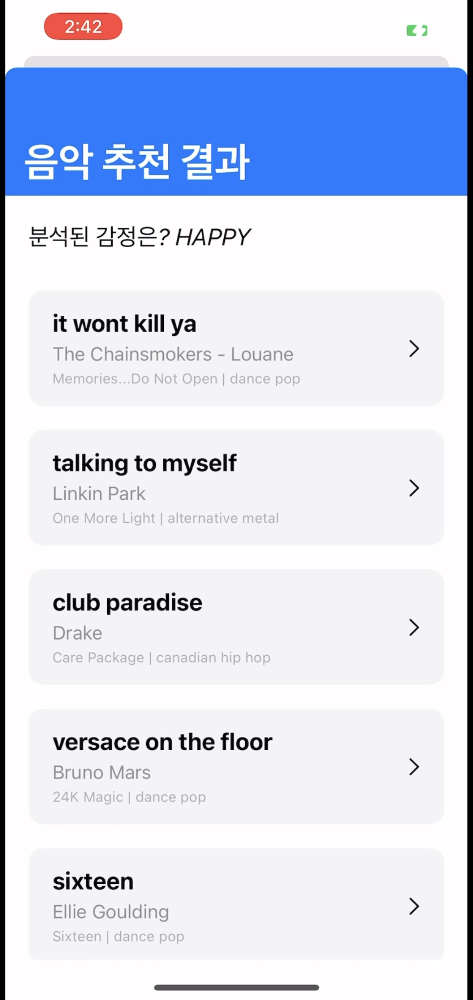 2:42
음악 추천 결과
분석된 감정은? HAPPY
it wont kill ya
The Chainsmokers - Louane
Memories...Do Not Open | dance pop
talking to myself
Linkin Park
One More Light | alternative metal
club paradise
Drake
Care Package | canadian hip hop
versace on the floor
Bruno Mars
24K Magic | dance pop
sixteen
Ellie Goulding
Sixteen | dance pop